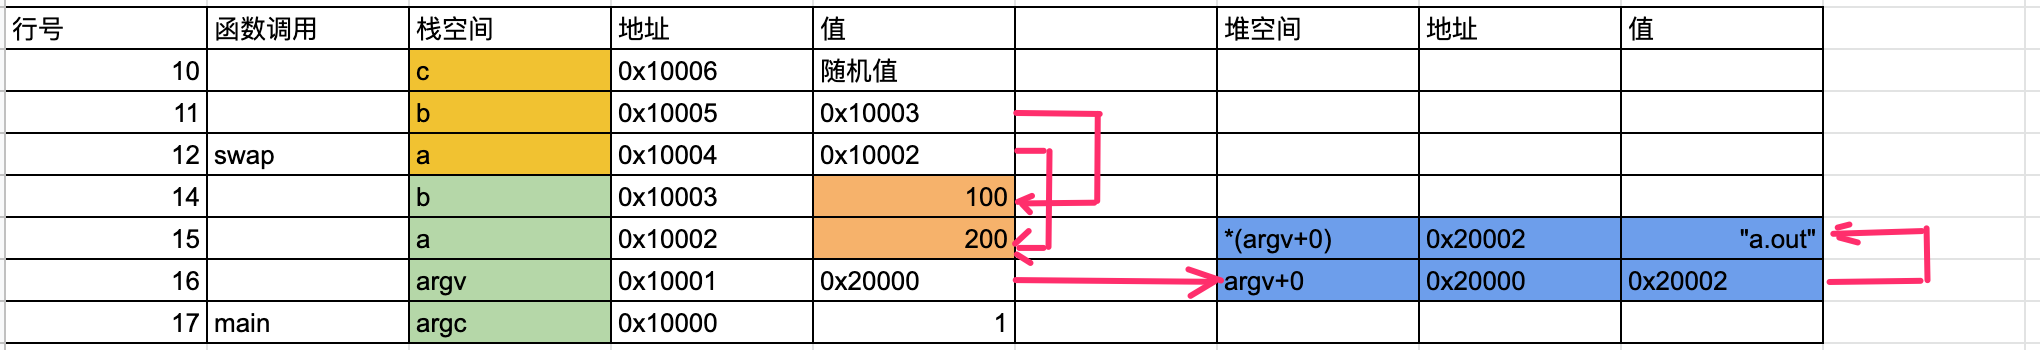 行号 函数调用 栈空间 地址 值 堆空间 地址 值
10 c 0x10006 随机值
11 b 0x10005 0x10003
12 swap a 0x10004 0x10002
14 b 0x10003 100
15 a 0x10002 200 *(argv+0) 0x20002 "a.out"
16 argv 0x10001 0x20000 argv+0 0x20000 0x20002
17 main argc 0x10000 1